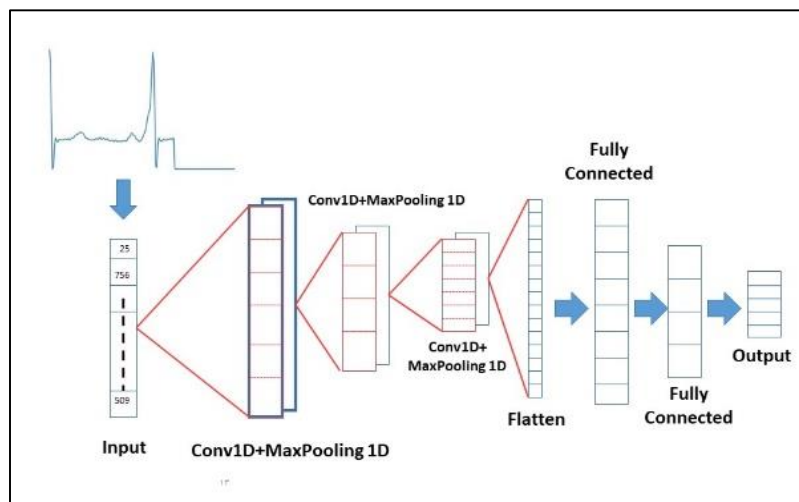 Fully
Connected
Conv1D+MaxPooling 1D
25
756
509
Input
Conv1D+MaxPooling 1D
Conv1D+
MaxPooling 1D
Flatten
Fully
Connected
Output
۱۳